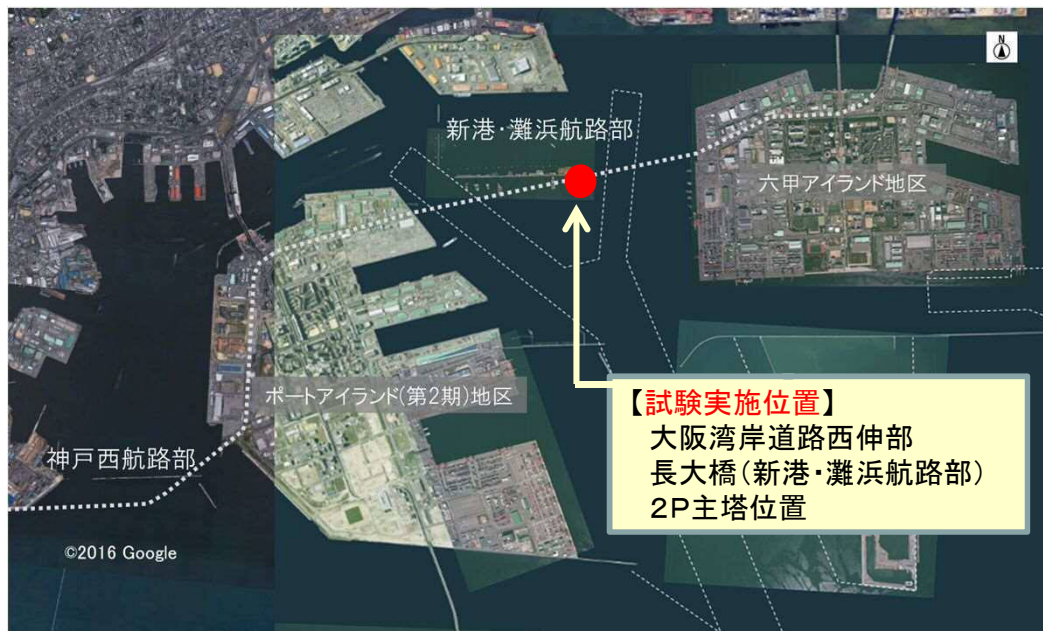 N
新港・灘浜航路部
六甲アイランド地区
ポートアイランド(第2期)地区
神戸西航路部
【試験実施位置】
大阪湾岸道路西伸部
長大橋(新港・灘浜航路部)
2P主塔位置
©2016 Google